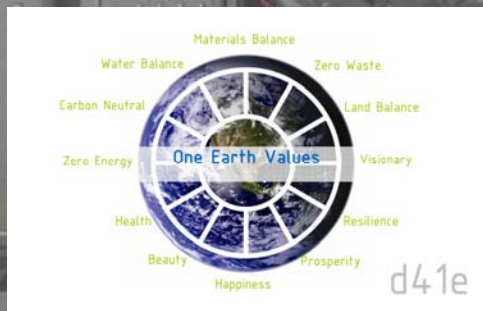 Materials Balance
Water Balance
Zero Waste
Carbon Neutral
Land Balance
Zero Energy
One Earth Values
Visionary
Health
Resilience
Beauty
Prosperity
Happiness
d41e